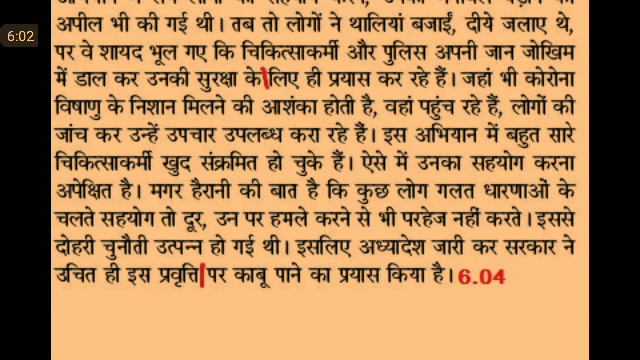 6:02
अपील भी की गई थी। तब तो लोगों ने थालियां बजाईं, दीये जलाए थे,
पर वे शायद भूल गए कि चिकित्साकर्मी और पुलिस अपनी जान जोखिम
में डाल कर उनकी सुरक्षा के लिए ही प्रयास कर रहे हैं। जहां भी कोरोना
विषाणु के निशान मिलने की आशंका होती है, वहां पहुंच रहे हैं, लोगों की
जांच कर उन्हें उपचार उपलब्ध करा रहे हैं। इस अभियान में बहुत सारे
चिकित्साकर्मी खुद संक्रमित हो चुके हैं। ऐसे में उनका सहयोग करना
अपेक्षित है। मगर हैरानी की बात है कि कुछ लोग गलत धारणाओं के
चलते सहयोग तो दूर, उन पर हमले करने से भी परहेज नहीं करते। इससे
दोहरी चुनौती उत्पन्न हो गई थी। इसलिए अध्यादेश जारी कर सरकार ने
उचित ही इस प्रवृत्ति पर काबू पाने का प्रयास किया है। 6.04